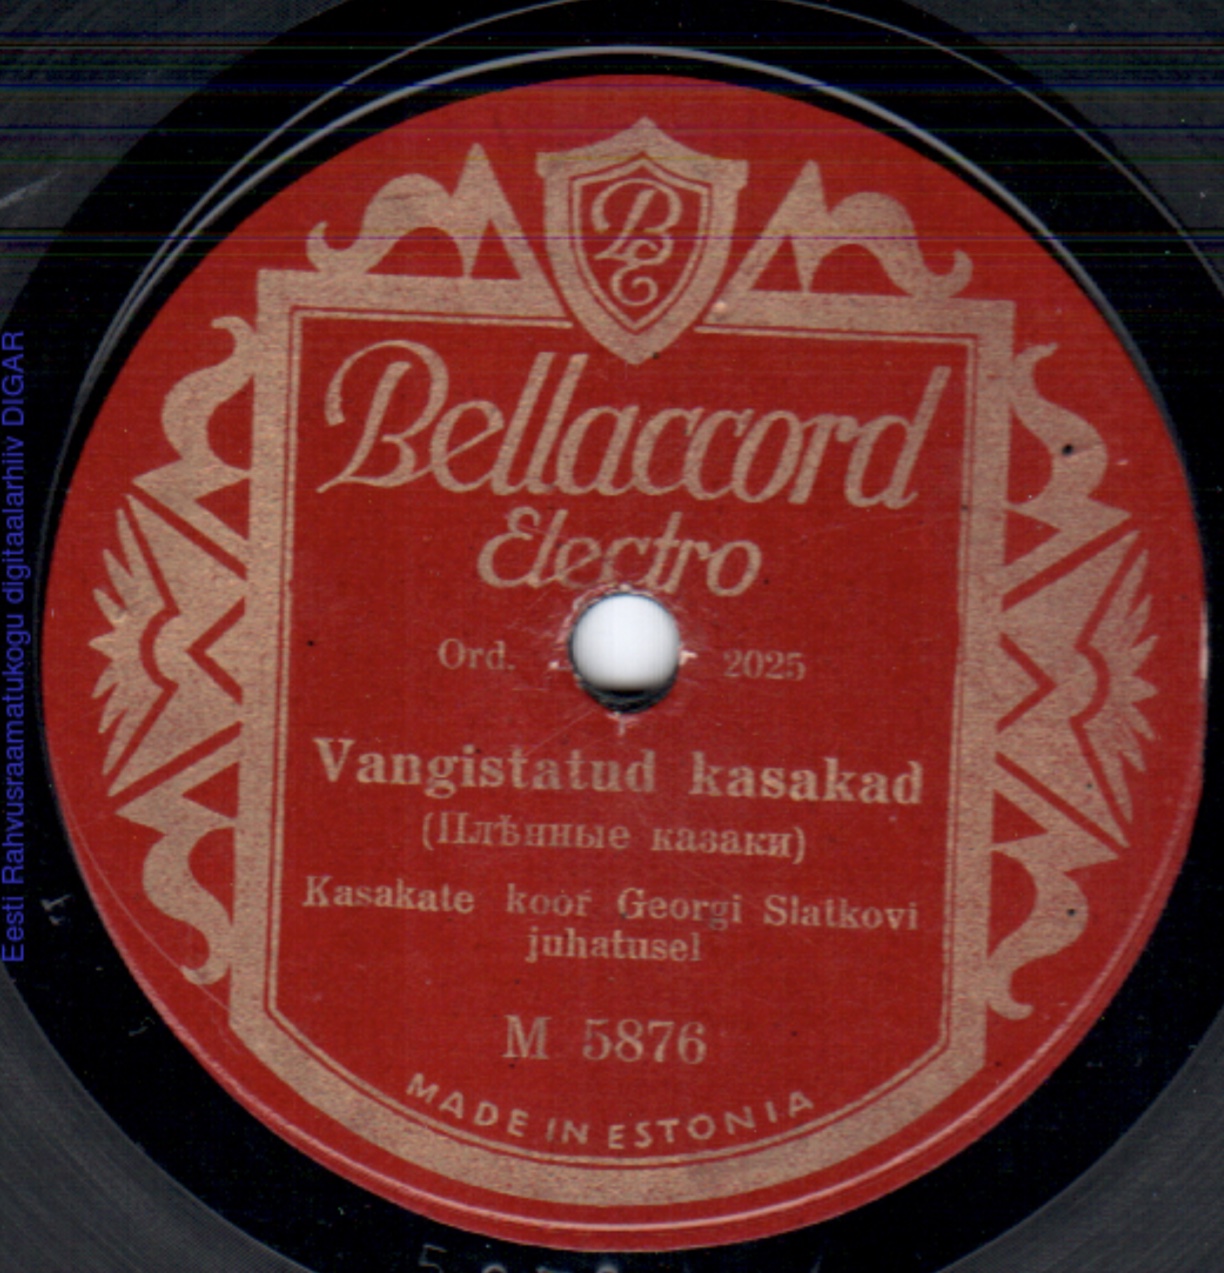 BE
Bellaccord
Electro
Ord. 2025
Vangistatud kasakad
(Плѣнные казаки)
Kasakate koor Georgi Slatkovi
juhatusel
M 5876
MADE IN ESTONIA
Eesti Rahvusraamatukogu digitaalarhiiv DIGAR